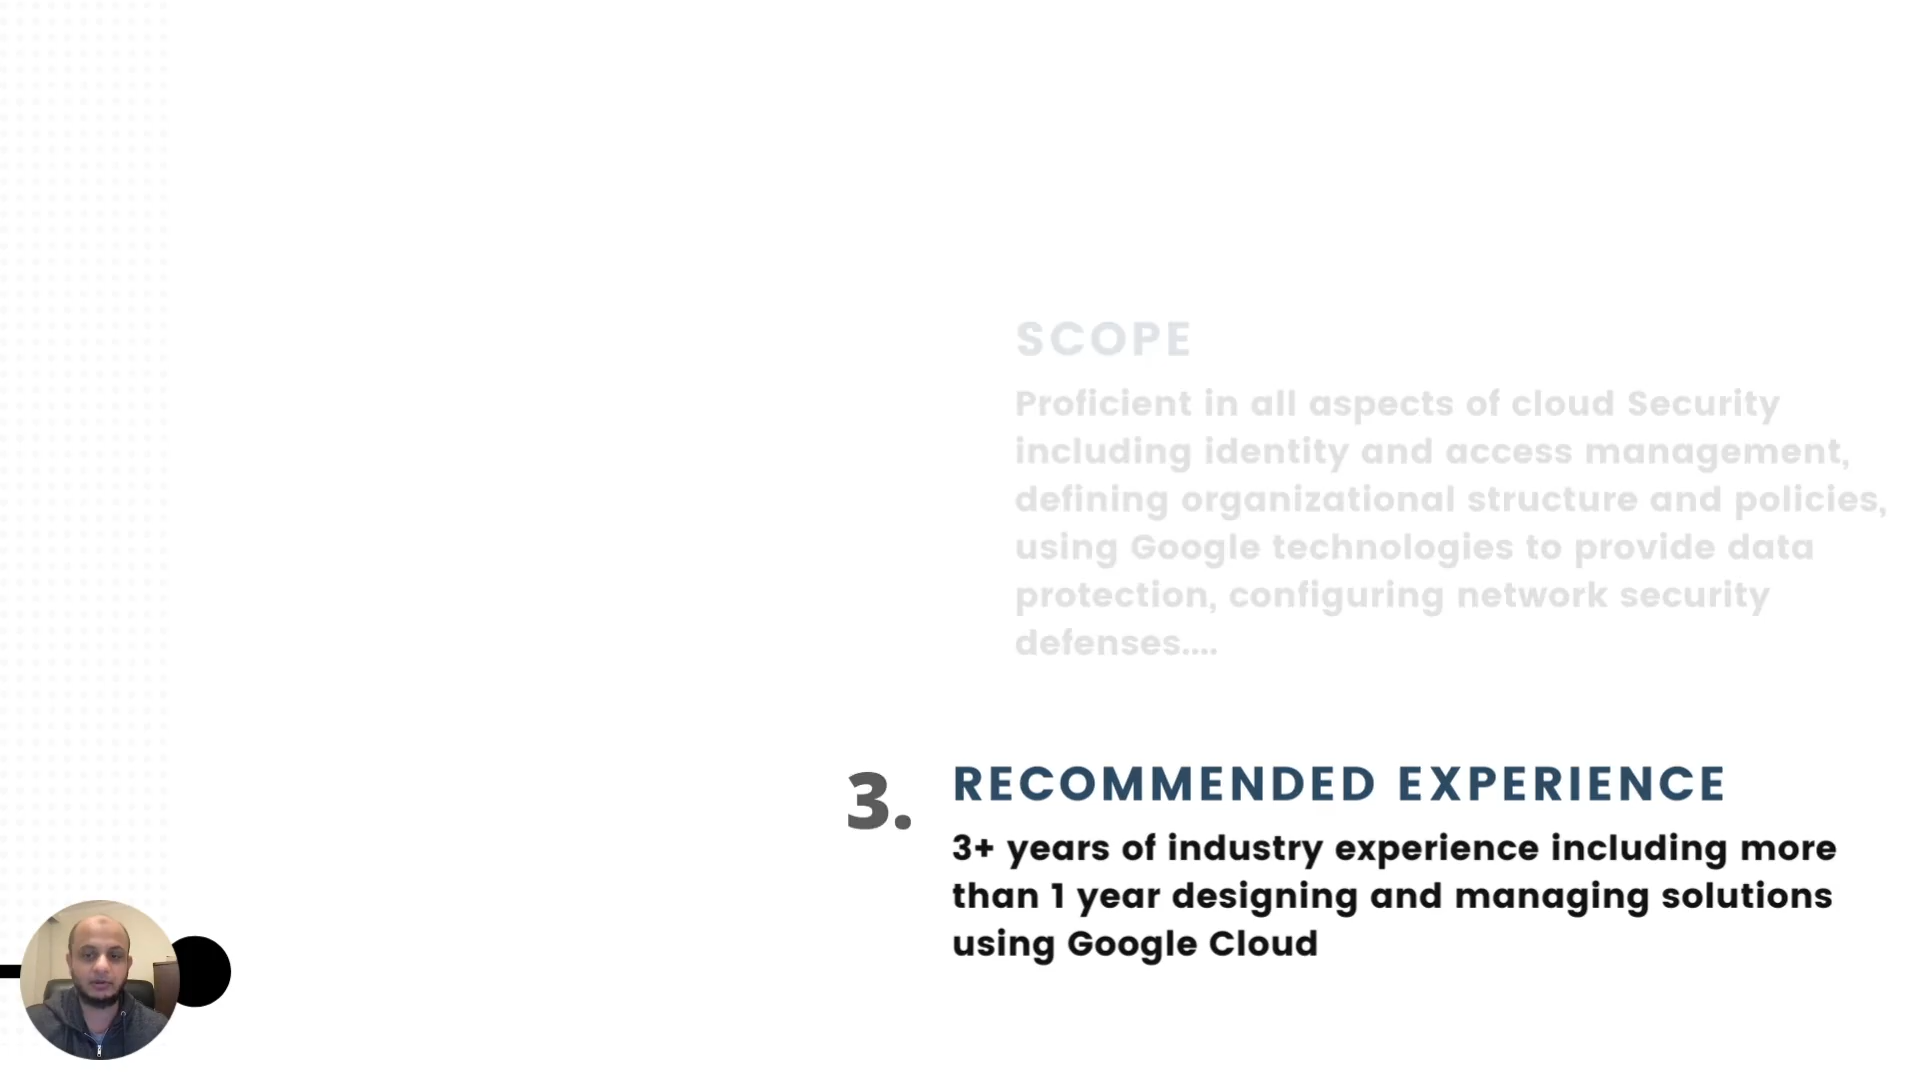 SCOPE
Proficient in all aspects of cloud Security
including identity and access management,
defining organizational structure and policies,
using Google technologies to provide data
protection, configuring network security
defenses....
3.
RECOMMENDED EXPERIENCE
3+ years of industry experience including more
than 1 year designing and managing solutions
using Google Cloud